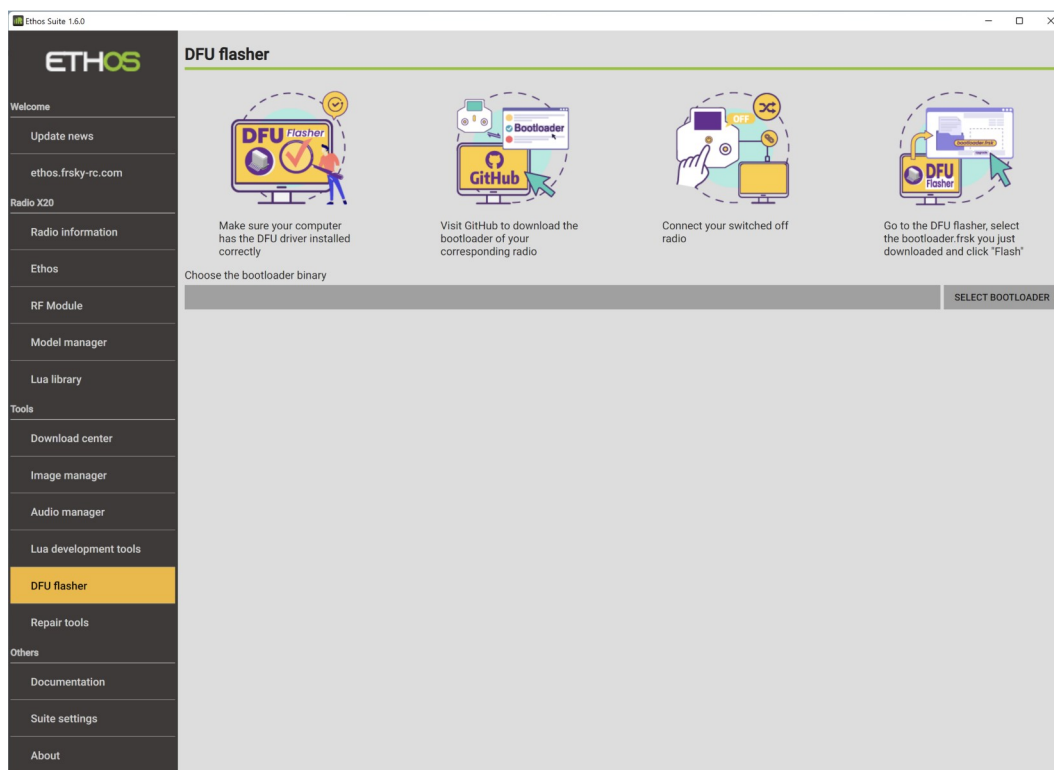 Ethos Suite 1.6.0
ETHOS
Welcome
Update news
ethos.frsky-rc.com
Radio X20
Radio information
Ethos
RF Module
Model manager
Lua library
Tools
Download center
Image manager
Audio manager
Lua development tools
DFU flasher
Repair tools
Others
Documentation
Suite settings
About
DFU flasher
DFU Flasher
Make sure your computer
has the DFU driver installed
correctly
Bootloader
GitHub
Visit GitHub to download the
bootloader of your
corresponding radio
OFF
Connect your switched off
radio
bootloader.frsk
DFU
Flasher
Go to the DFU flasher, select
the bootloader.frsk you just
downloaded and click "Flash"
Choose the bootloader binary
SELECT BOOTLOADER